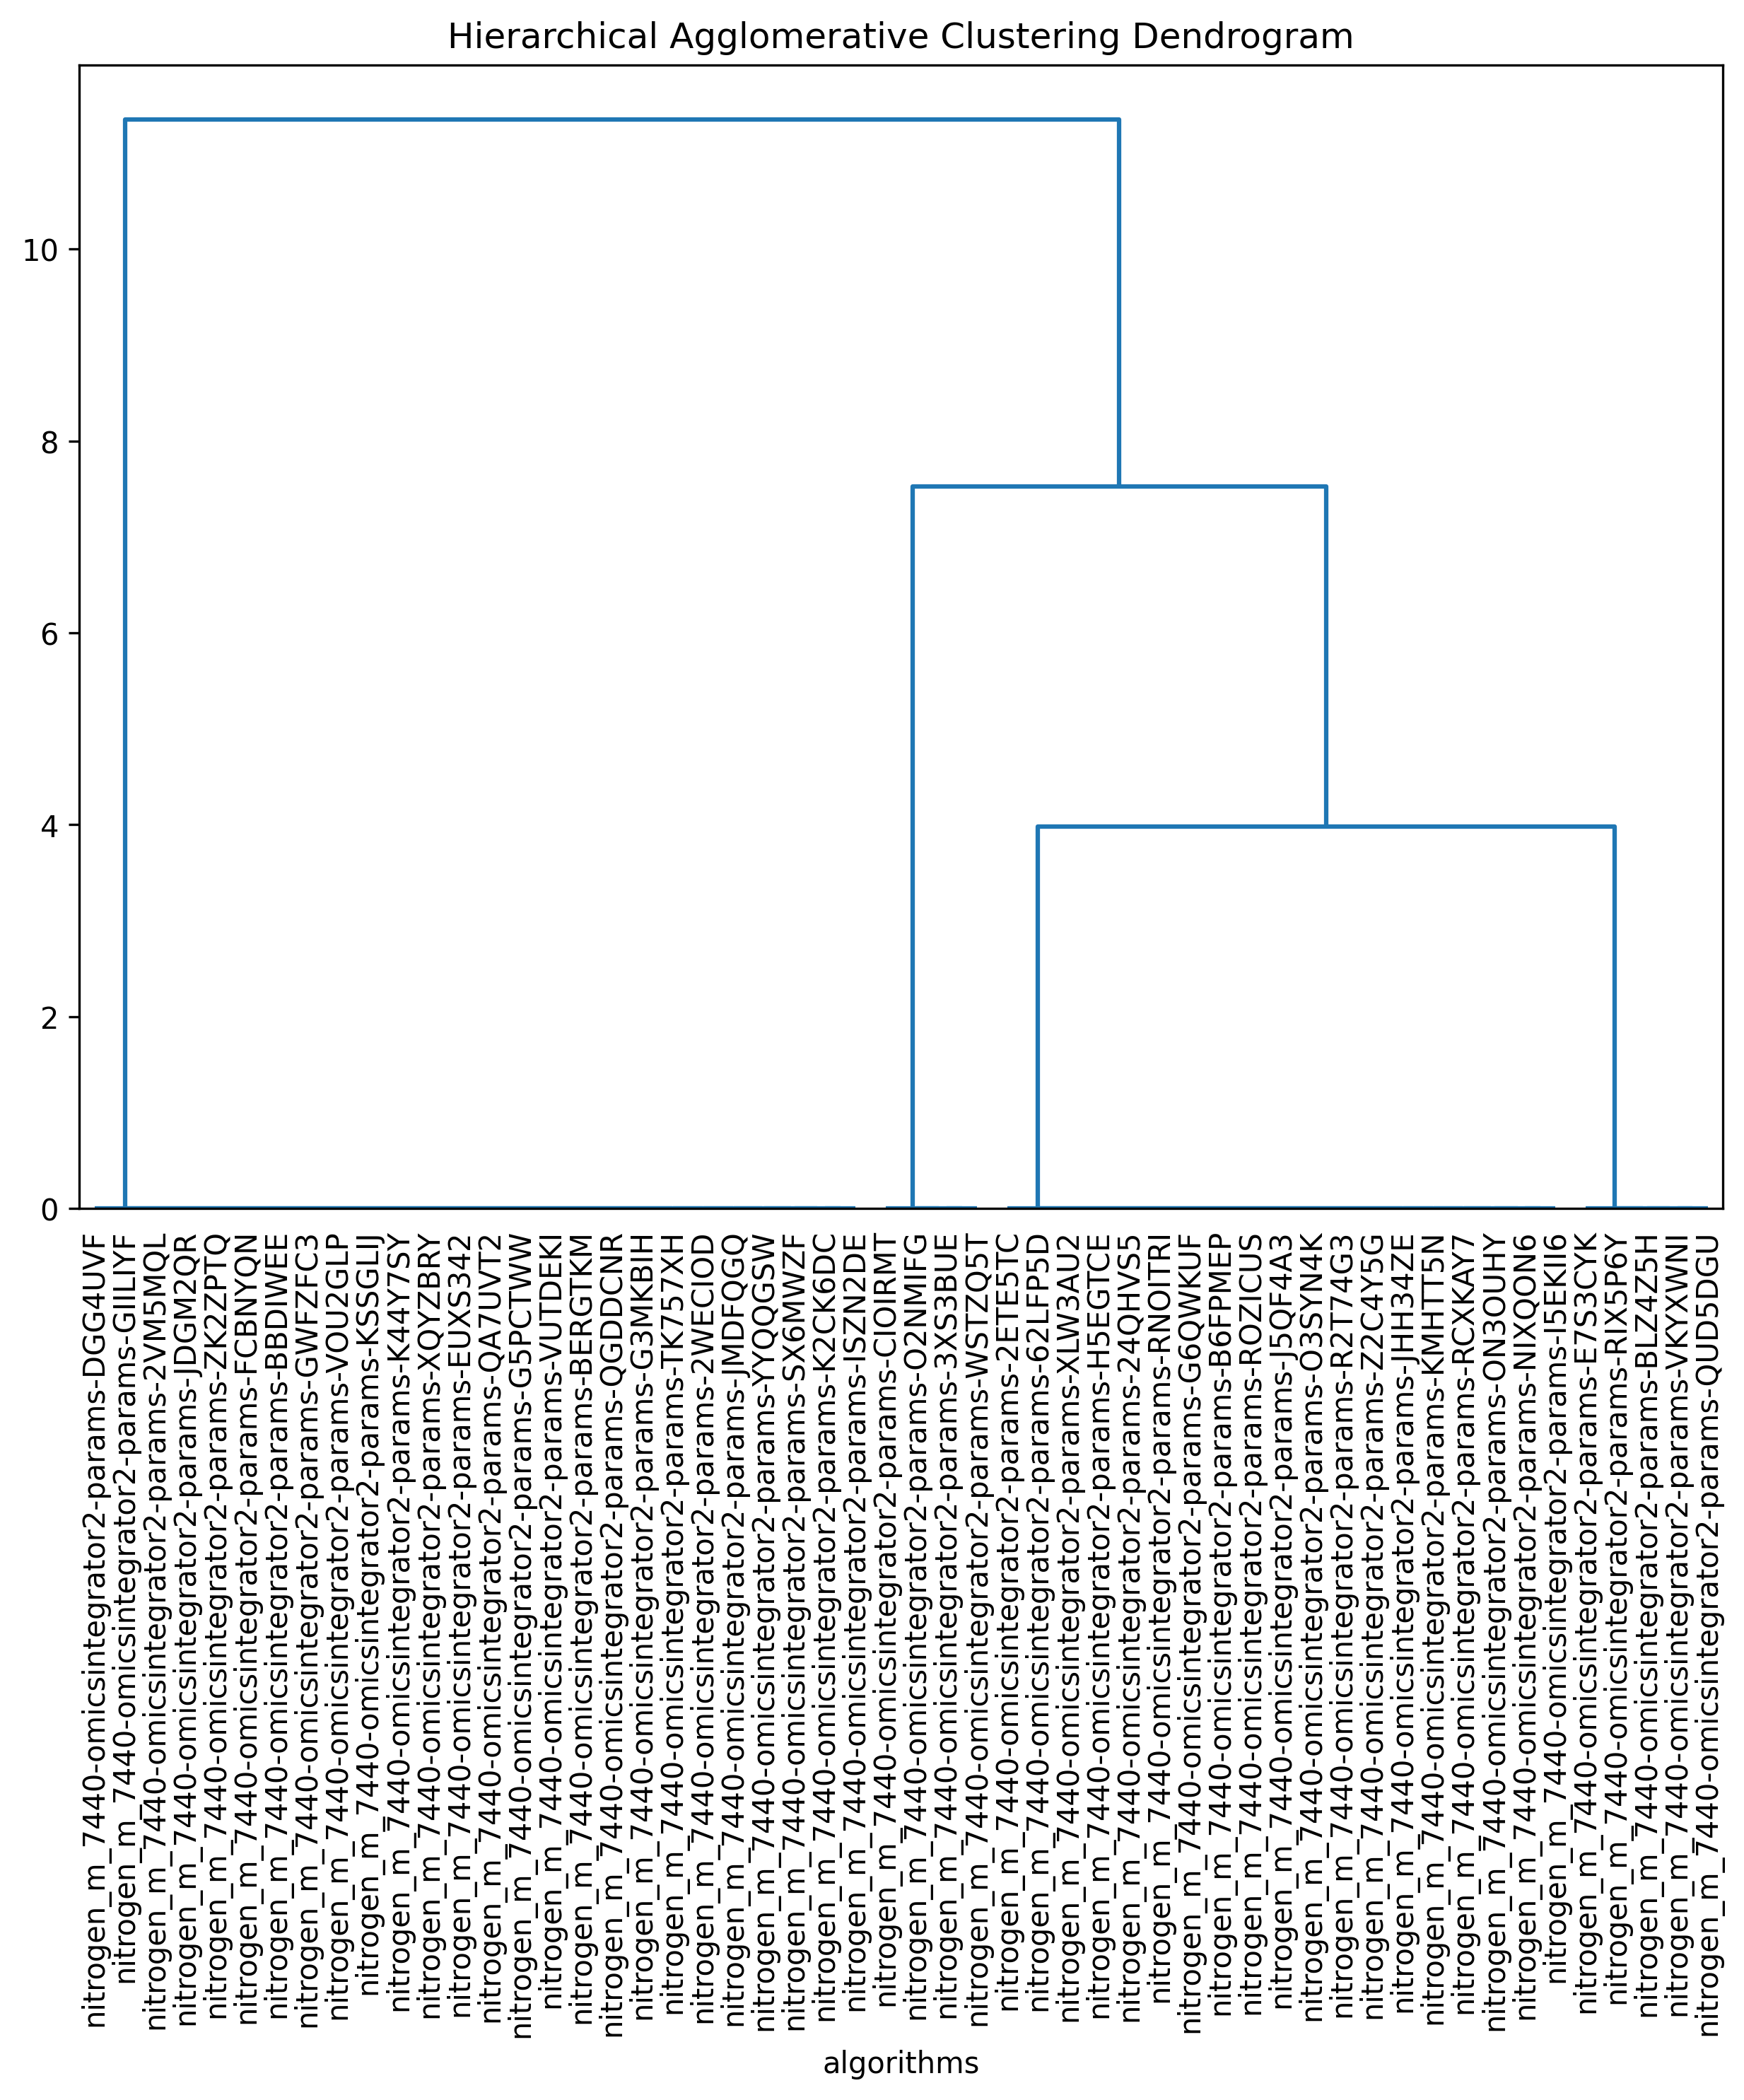 Hierarchical Agglomerative Clustering Dendrogram
10
8
6
4
2
0
nitrogen_m_7440-omicsintegrator2-params-DGG4UVF
nitrogen_m_7440-omicsintegrator2-params-GIILIYF
nitrogen_m_7440-omicsintegrator2-params-2VM5MQL
nitrogen_m_7440-omicsintegrator2-params-JDGM2QR
nitrogen_m_7440-omicsintegrator2-params-ZK2ZPTQ
nitrogen_m_7440-omicsintegrator2-params-FCBNYQN
nitrogen_m_7440-omicsintegrator2-params-BBDIWEE
nitrogen_m_7440-omicsintegrator2-params-GWFZFC3
nitrogen_m_7440-omicsintegrator2-params-VOU2GLP
nitrogen_m_7440-omicsintegrator2-params-KSSGLIJ
nitrogen_m_7440-omicsintegrator2-params-K44Y7SY
nitrogen_m_7440-omicsintegrator2-params-XQYZBRY
nitrogen_m_7440-omicsintegrator2-params-EUXS342
nitrogen_m_7440-omicsintegrator2-params-QA7UVT2
nitrogen_m_7440-omicsintegrator2-params-G5PCTWW
nitrogen_m_7440-omicsintegrator2-params-VUTDEKI
nitrogen_m_7440-omicsintegrator2-params-BERGTKM
nitrogen_m_7440-omicsintegrator2-params-QGDDCNR
nitrogen_m_7440-omicsintegrator2-params-G3MKBIH
nitrogen_m_7440-omicsintegrator2-params-TK757XH
nitrogen_m_7440-omicsintegrator2-params-2WECIOD
nitrogen_m_7440-omicsintegrator2-params-JMDFQGQ
nitrogen_m_7440-omicsintegrator2-params-YYQQGSW
nitrogen_m_7440-omicsintegrator2-params-SX6MWZF
nitrogen_m_7440-omicsintegrator2-params-K2CK6DC
nitrogen_m_7440-omicsintegrator2-params-ISZN2DE
nitrogen_m_7440-omicsintegrator2-params-CIOIRMT
nitrogen_m_7440-omicsintegrator2-params-O2NMIFG
nitrogen_m_7440-omicsintegrator2-params-3XS3BUE
nitrogen_m_7440-omicsintegrator2-params-WSTZQ5T
nitrogen_m_7440-omicsintegrator2-params-2ETE5TC
nitrogen_m_7440-omicsintegrator2-params-62LFP5D
nitrogen_m_7440-omicsintegrator2-params-XLW3AU2
nitrogen_m_7440-omicsintegrator2-params-H5EGTCE
nitrogen_m_7440-omicsintegrator2-params-24QHVS5
nitrogen_m_7440-omicsintegrator2-params-RNOITRI
nitrogen_m_7440-omicsintegrator2-params-G6QWKUF
nitrogen_m_7440-omicsintegrator2-params-B6FPMEP
nitrogen_m_7440-omicsintegrator2-params-ROZICUS
nitrogen_m_7440-omicsintegrator2-params-J5QF4A3
nitrogen_m_7440-omicsintegrator2-params-O3SYN4K
nitrogen_m_7440-omicsintegrator2-params-R2T74G3
nitrogen_m_7440-omicsintegrator2-params-Z2C4Y5G
nitrogen_m_7440-omicsintegrator2-params-JHH34ZE
nitrogen_m_7440-omicsintegrator2-params-KMHTT5N
nitrogen_m_7440-omicsintegrator2-params-RCXKAY7
nitrogen_m_7440-omicsintegrator2-params-ON3OUHY
nitrogen_m_7440-omicsintegrator2-params-NIXQON6
nitrogen_m_7440-omicsintegrator2-params-I5EKII6
nitrogen_m_7440-omicsintegrator2-params-E7S3CYK
nitrogen_m_7440-omicsintegrator2-params-RIX5P6Y
nitrogen_m_7440-omicsintegrator2-params-BLZ4Z5H
nitrogen_m_7440-omicsintegrator2-params-VKYXWNI
nitrogen_m_7440-omicsintegrator2-params-QUD5DGU
algorithms